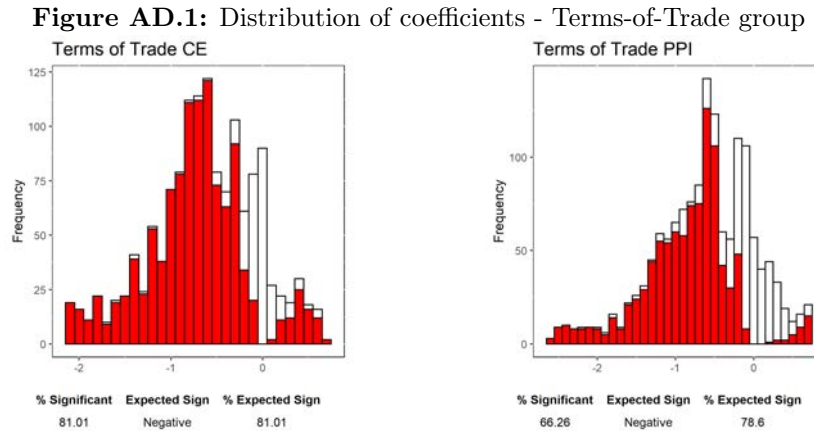 Figure AD.1: Distribution of coefficients - Terms-of-Trade group
Terms of Trade CE
125
100
75
50
25
0
Frequency
-2 -1 0
% Significant Expected Sign % Expected Sign
81.01 Negative 81.01
Terms of Trade PPI
100
50
0
Frequency
-2 -1 0
% Significant Expected Sign % Expected Sign
66.26 Negative 78.6